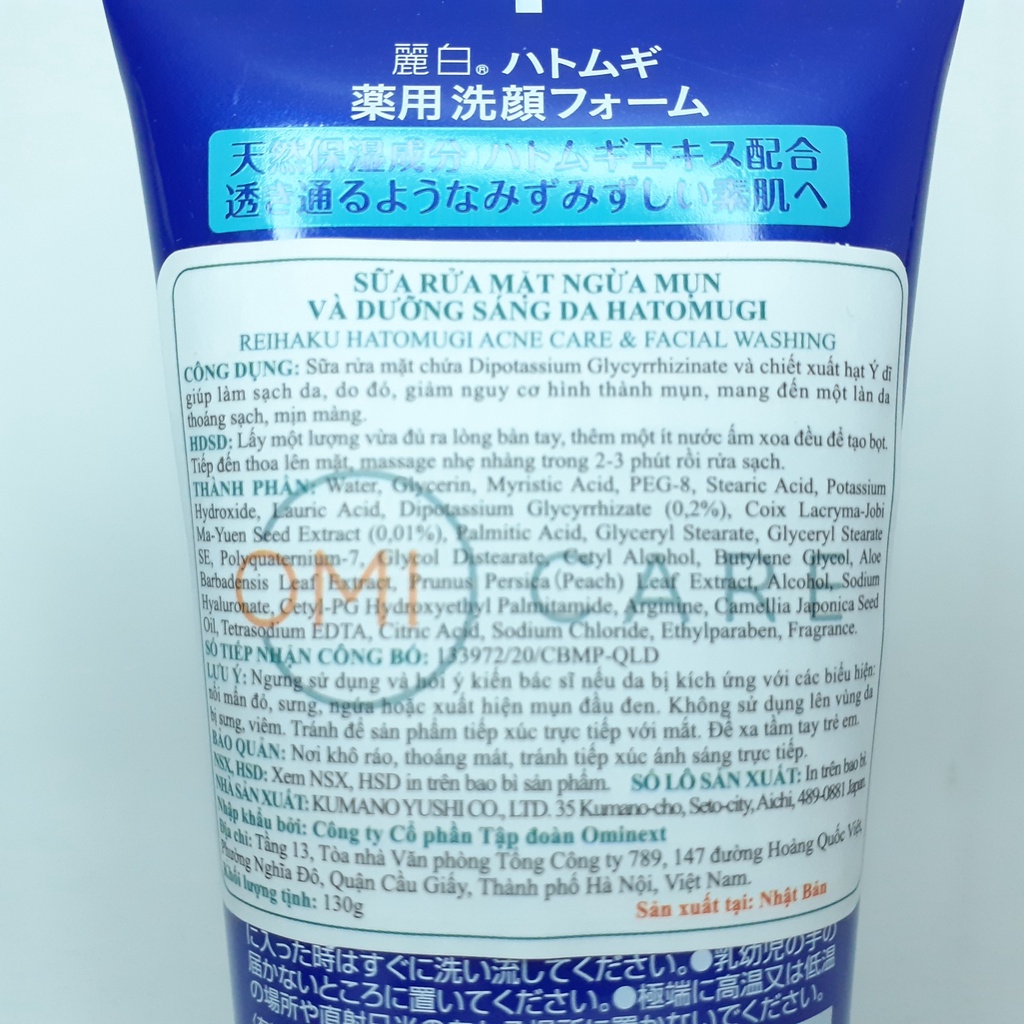 麗白® ハトムギ
薬用 洗顔フォーム
天然保湿成分 ハトムギエキス配合
透き通るようなみずみずしい素肌へ
SỮA RỬA MẶT NGỪA MỤN
VÀ DƯỠNG SÁNG DA HATOMUGI
REIHAKU HATOMUGI ACNE CARE & FACIAL WASHING
CÔNG DỤNG: Sữa rửa mặt chứa Dipotassium Glycyrrhizinate và chiết xuất hạt Ý dĩ
giúp làm sạch da, do đó, giảm nguy cơ hình thành mụn, mang đến một làn da
thoáng sạch, mịn màng.
HDSD: Lấy một lượng vừa đủ ra lòng bàn tay, thêm một ít nước ấm xoa đều để tạo bọt.
Tiếp đến thoa lên mặt, massage nhẹ nhàng trong 2-3 phút rồi rửa sạch.
THÀNH PHẦN: Water, Glycerin, Myristic Acid, PEG-8, Stearic Acid, Potassium
Hydroxide, Lauric Acid, Dipotassium Glycyrrhizate (0,2%), Coix Lacryma-Jobi
Ma-Yuen Seed Extract (0,01%), Palmitic Acid, Glyceryl Stearate, Glyceryl Stearate
SE, Polyquaternium-7, Glycol Distearate, Cetyl Alcohol, Butylene Glycol, Aloe
Barbadensis Leaf Extract, Prunus Persica (Peach) Leaf Extract, Alcohol, Sodium
Hyaluronate, Cetyl-PG Hydroxyethyl Palmitamide, Arginine, Camellia Japonica Seed
Oil, Tetrasodium EDTA, Citric Acid, Sodium Chloride, Ethylparaben, Fragrance.
OMI CARE
SỐ TIẾP NHẬN CÔNG BỐ: 133972/20/CBMP-QLD
LƯU Ý: Ngưng sử dụng và hỏi ý kiến bác sĩ nếu da bị kích ứng với các biểu hiện:
nổi mẩn đỏ, sưng, ngứa hoặc xuất hiện mụn đầu đen. Không sử dụng lên vùng da
bị sưng, viêm. Tránh để sản phẩm tiếp xúc trực tiếp với mắt. Để xa tầm tay trẻ em.
BẢO QUẢN: Nơi khô ráo, thoáng mát, tránh tiếp xúc ánh sáng trực tiếp.
NSX, HSD: Xem NSX, HSD in trên bao bì sản phẩm. SỐ LÔ SẢN XUẤT: In trên bao bì.
NHÀ SẢN XUẤT: KUMANO YUSHI CO., LTD. 35 Kumano-cho, Seto-city, Aichi, 489-0881 Japan
Nhập khẩu bởi: Công ty Cổ phần Tập đoàn Ominext
Địa chỉ: Tầng 13, Tòa nhà Văn phòng Tổng Công ty 789, 147 đường Hoàng Quốc Việt,
Phường Nghĩa Đô, Quận Cầu Giấy, Thành phố Hà Nội, Việt Nam.
Khối lượng tịnh: 130g
Sản xuất tại: Nhật Bản
に入った時はすぐに洗い流してください。●乳幼児の手の
届かないところに置いてください。●極端に高温又は低温
の場所や直射日光のあたる場所に置かないでください。